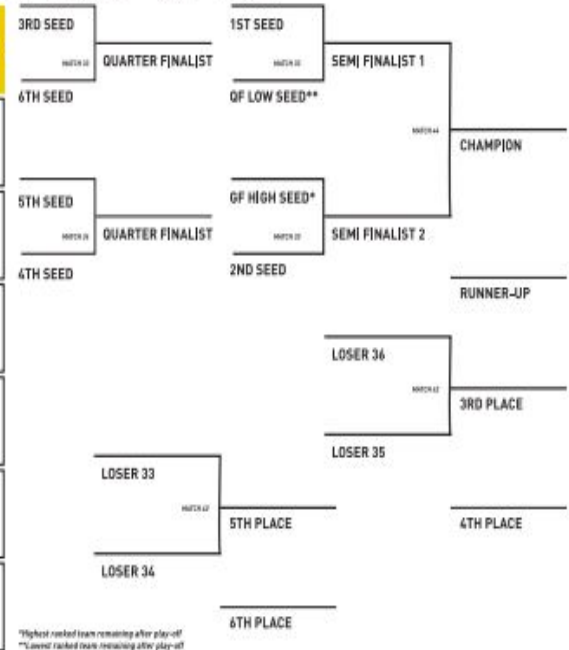 3RD SEED
QUARTER FINALIST
6TH SEED
5TH SEED
QUARTER FINALIST
4TH SEED
1ST SEED
SEMI FINALIST 1
QF LOW SEED**
GF HIGH SEED*
SEMI FINALIST 2
2ND SEED
CHAMPION
RUNNER-UP
LOSER 36
3RD PLACE
LOSER 35
4TH PLACE
LOSER 33
5TH PLACE
LOSER 34
6TH PLACE
*Highest ranked team remaining after play-off
**Lowest ranked team remaining after play-off